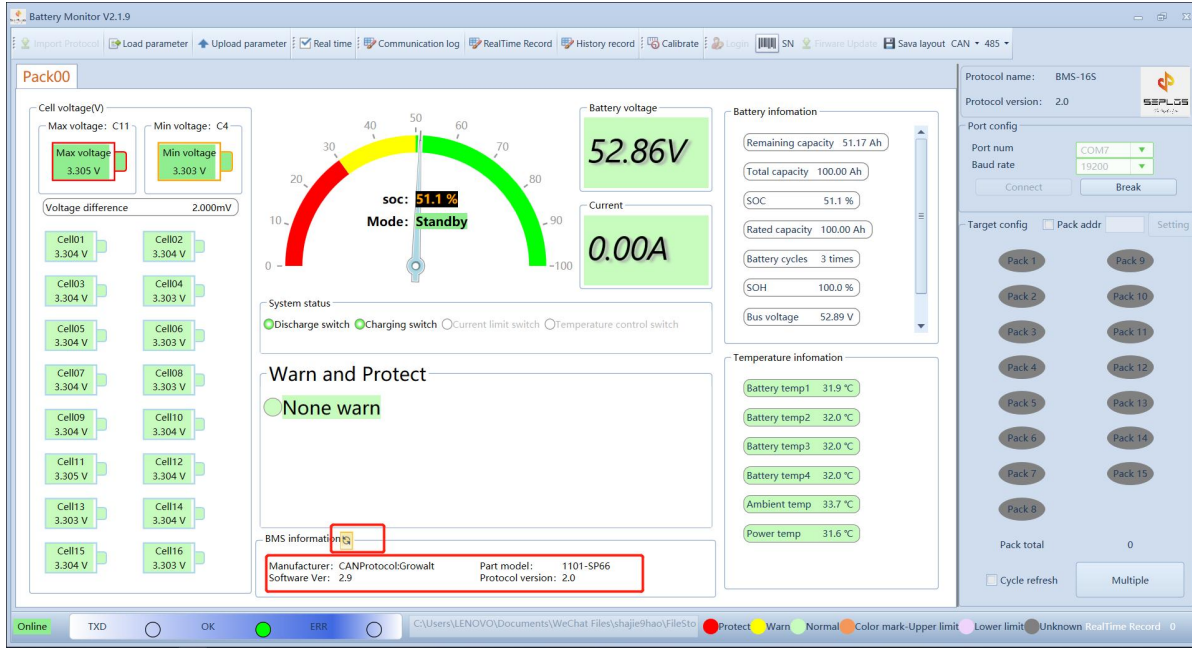 Battery Monitor V2.1.9
Import Protocol Load parameter Upload parameter Real time Communication log RealTime Record History record Calibrate Login SN Firware Update Sava layout CAN 485
Pack00
Cell voltage(V)
Max voltage: C11 Min voltage: C4
Max voltage Min voltage
3.305 V 3.303 V
Voltage difference 2.000mV
Cell01 Cell02
3.304 V 3.304 V
Cell03 Cell04
3.304 V 3.303 V
Cell05 Cell06
3.304 V 3.303 V
Cell07 Cell08
3.304 V 3.303 V
Cell09 Cell10
3.304 V 3.304 V
Cell11 Cell12
3.305 V 3.304 V
Cell13 Cell14
3.303 V 3.304 V
Cell15 Cell16
3.304 V 3.303 V
0 10 20 30 40 50 60 70 80 90 100
soc: 51.1 %
Mode: Standby
Battery voltage
52.86V
Current
0.00A
System status
Discharge switch Charging switch Current limit switch Temperature control switch
Warn and Protect
None warn
BMS information
Manufacturer: CANProtocol:Growalt Part model: 1101-SP66
Software Ver: 2.9 Protocol version: 2.0
Battery infomation
Remaining capacity 51.17 Ah
Total capacity 100.00 Ah
SOC 51.1 %
Rated capacity 100.00 Ah
Battery cycles 3 times
SOH 100.0 %
Bus voltage 52.89 V
Temperature infomation
Battery temp1 31.9 ℃
Battery temp2 32.0 ℃
Battery temp3 32.0 ℃
Battery temp4 32.0 ℃
Ambient temp 33.7 ℃
Power temp 31.6 ℃
Protocol name: BMS-16S
Protocol version: 2.0
SEPLOS
Port config
Port num COM7
Baud rate 19200
Connect Break
Target config Pack addr Setting
Pack 1 Pack 9
Pack 2 Pack 10
Pack 3 Pack 11
Pack 4 Pack 12
Pack 5 Pack 13
Pack 6 Pack 14
Pack 7 Pack 15
Pack 8
Pack total 0
Cycle refresh Multiple
Online TXD OK ERR C:\Users\LENOVO\Documents\WeChat Files\shajie9hao\FileSto Protect Warn Normal Color mark-Upper limit Lower limit Unknown RealTime Record 0